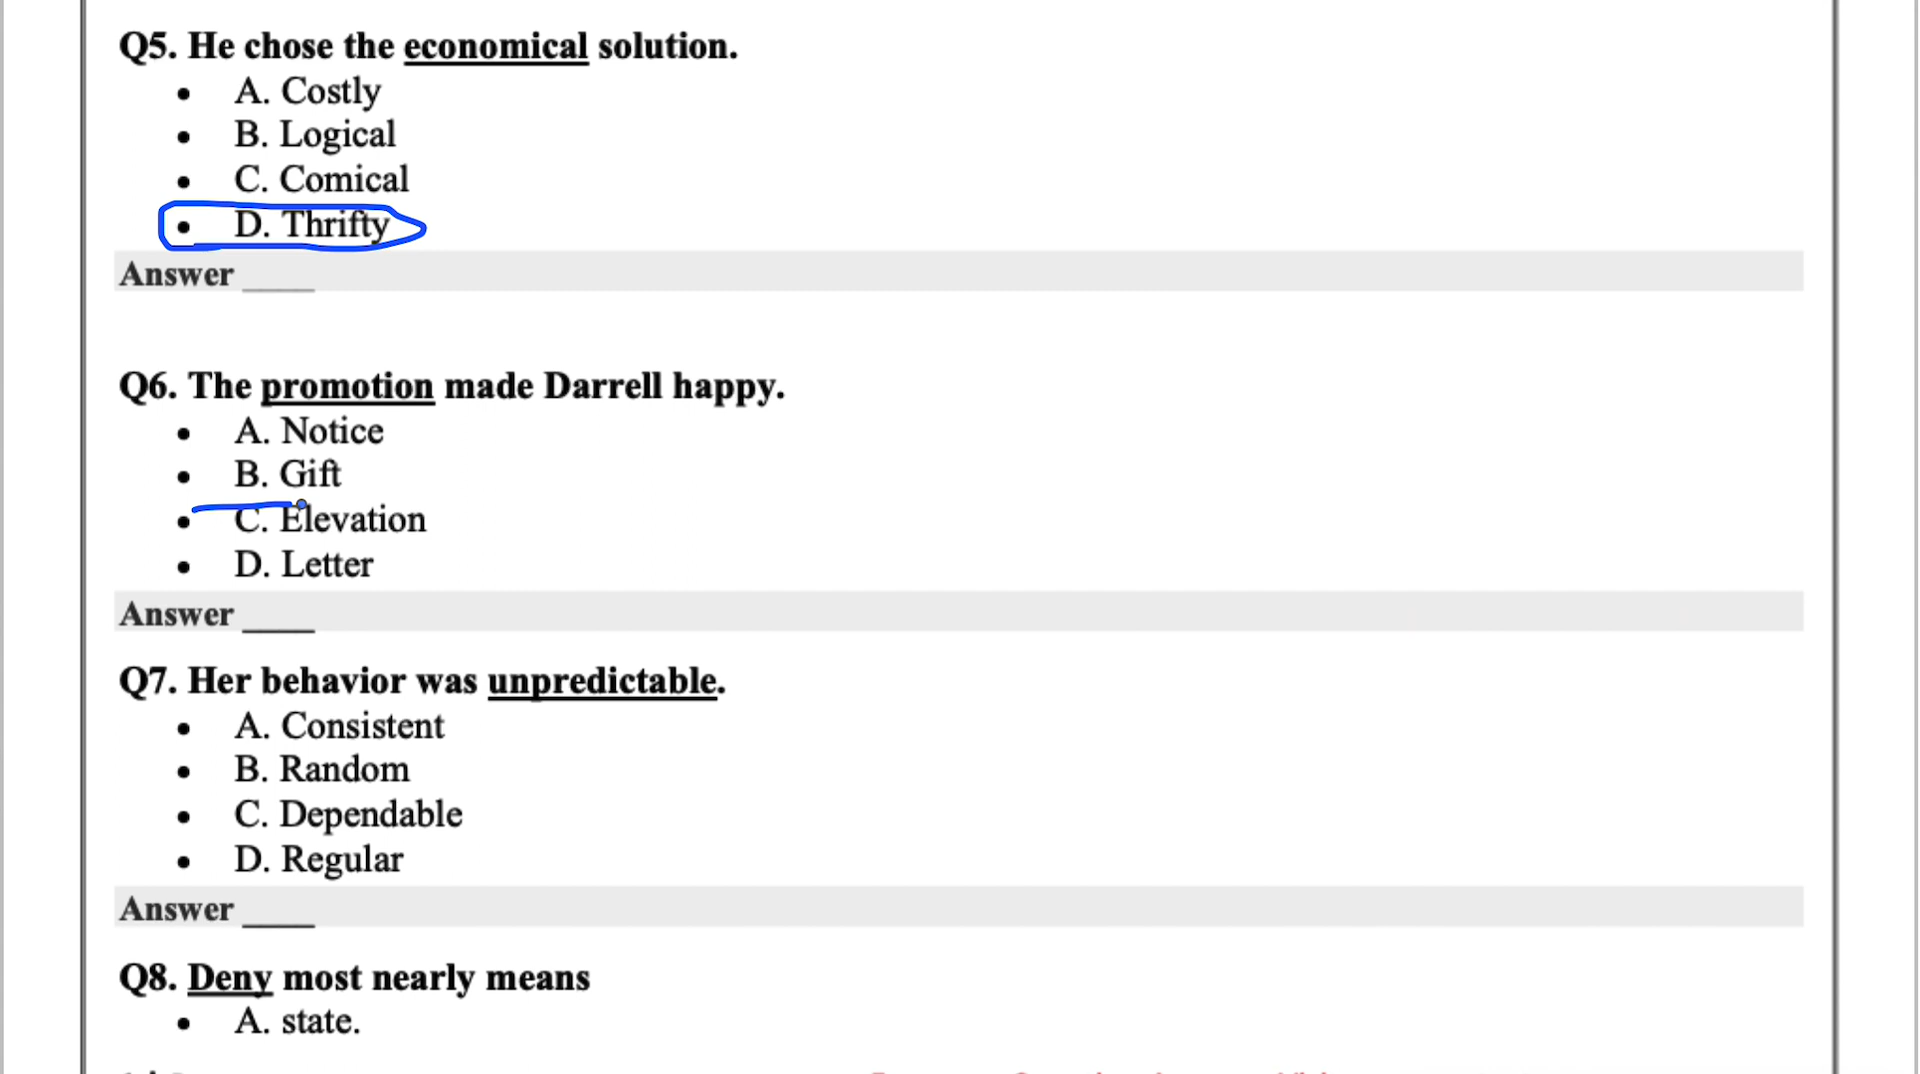 Q5. He chose the economical solution.
• A. Costly
• B. Logical
• C. Comical
• D. Thrifty
Answer ____
Q6. The promotion made Darrell happy.
• A. Notice
• B. Gift
• C. Elevation
• D. Letter
Answer ____
Q7. Her behavior was unpredictable.
• A. Consistent
• B. Random
• C. Dependable
• D. Regular
Answer ____
Q8. Deny most nearly means
• A. state.